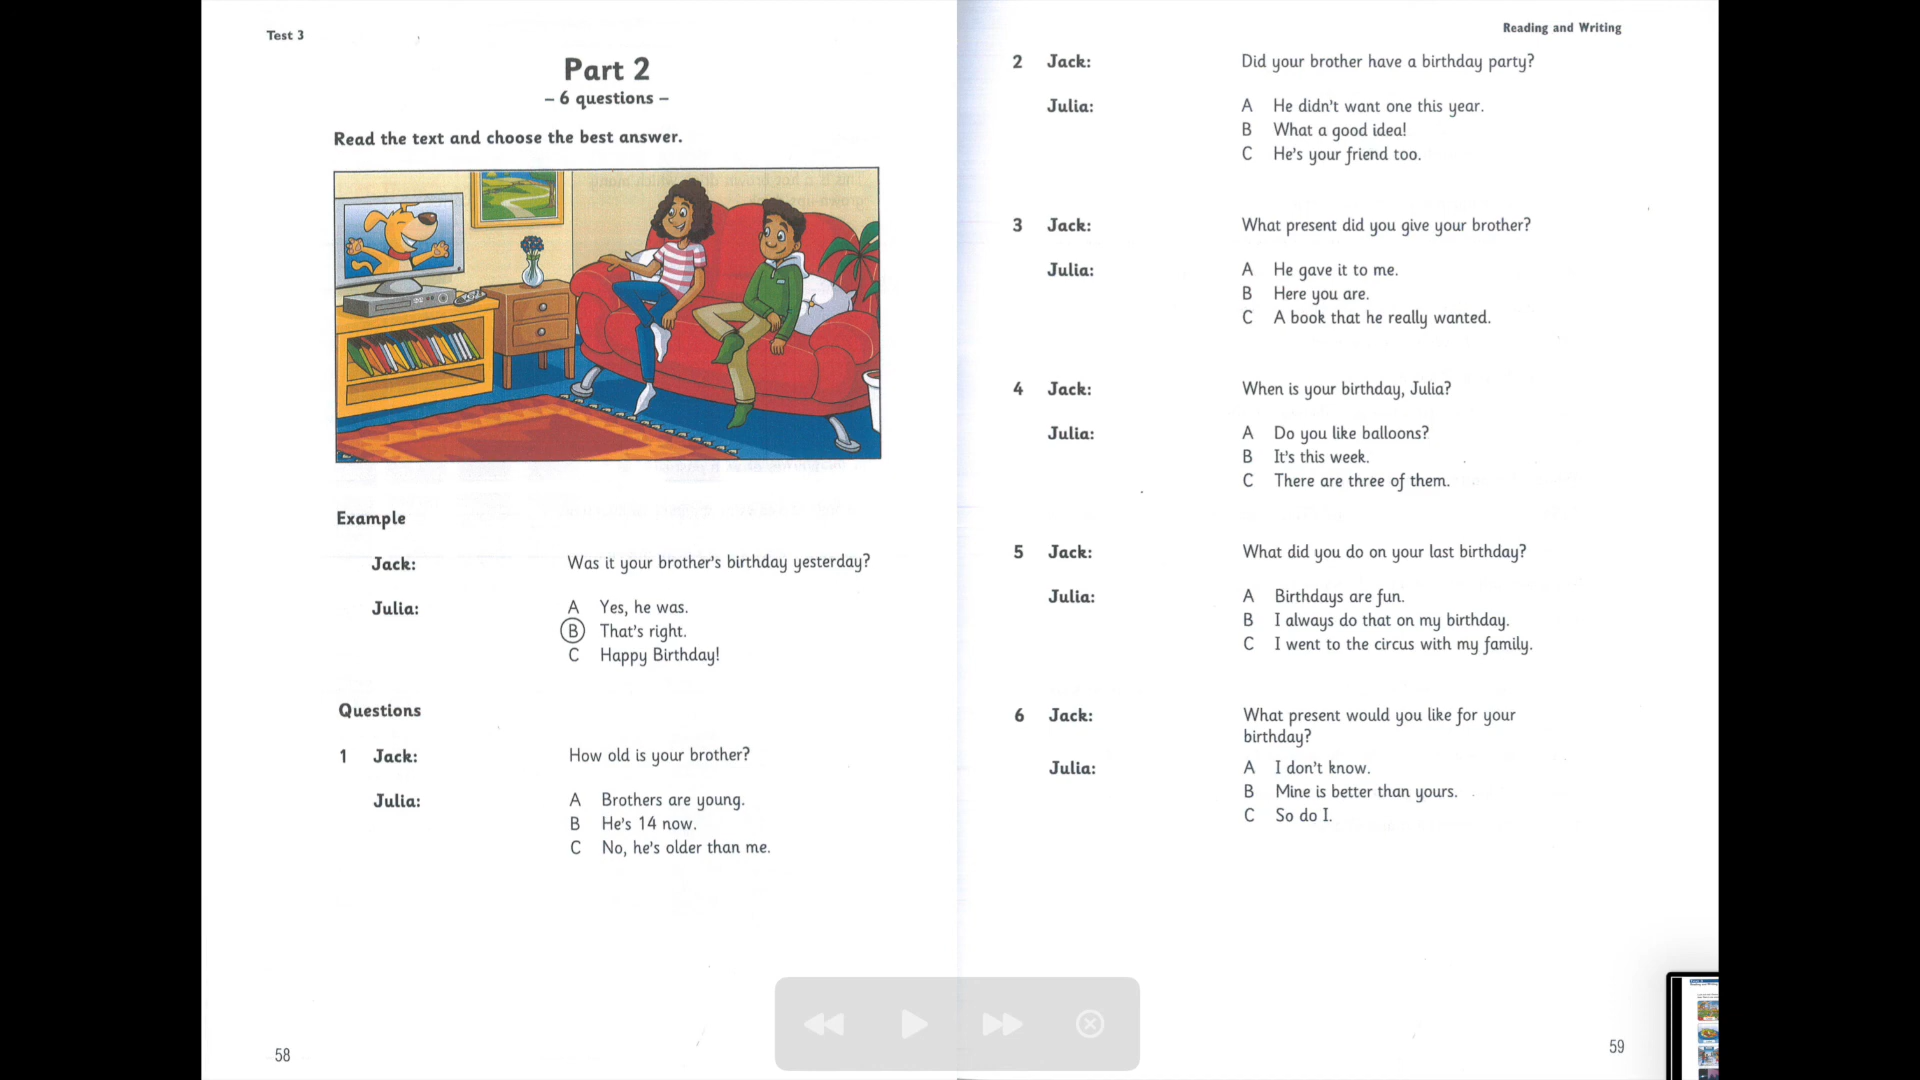 Test 3
Part 2
– 6 questions –
Read the text and choose the best answer.
Example
Jack: Was it your brother's birthday yesterday?
Julia: A Yes, he was.
B That's right.
C Happy Birthday!
Questions
1 Jack: How old is your brother?
Julia: A Brothers are young.
B He's 14 now.
C No, he's older than me.
58
Reading and Writing
2 Jack: Did your brother have a birthday party?
Julia: A He didn't want one this year.
B What a good idea!
C He's your friend too.
3 Jack: What present did you give your brother?
Julia: A He gave it to me.
B Here you are.
C A book that he really wanted.
4 Jack: When is your birthday, Julia?
Julia: A Do you like balloons?
B It's this week.
C There are three of them.
5 Jack: What did you do on your last birthday?
Julia: A Birthdays are fun.
B I always do that on my birthday.
C I went to the circus with my family.
6 Jack: What present would you like for your
birthday?
Julia: A I don't know.
B Mine is better than yours.
C So do I.
59